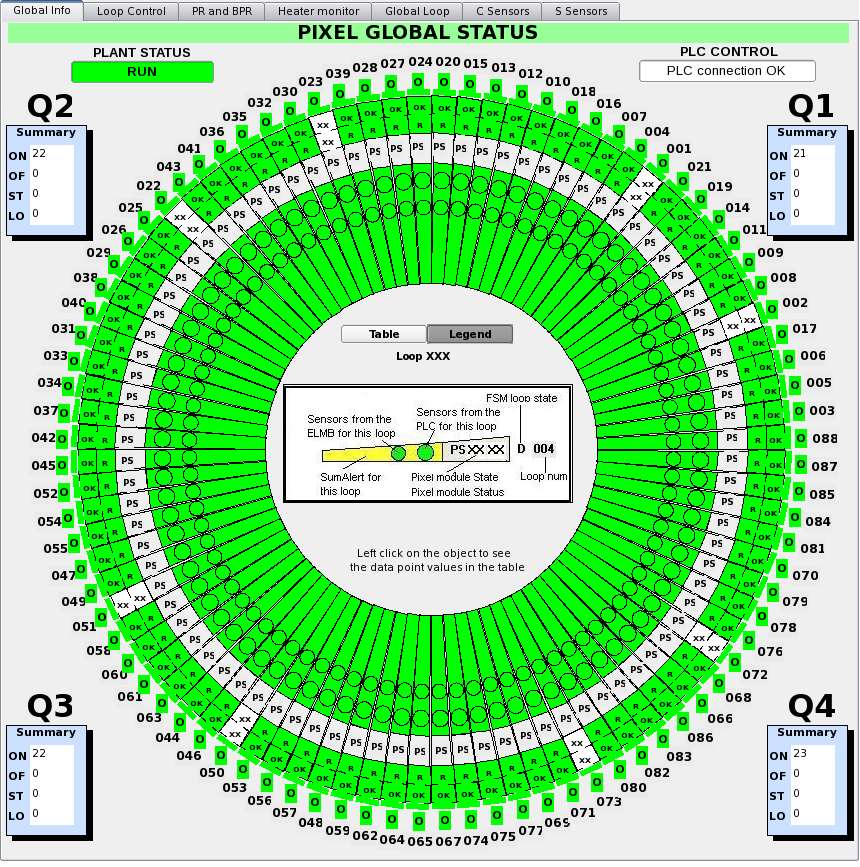 Global Info
Loop Control
PR and BPR
Heater monitor
Global Loop
C Sensors
S Sensors
PIXEL GLOBAL STATUS
PLANT STATUS
RUN
PLC CONTROL
PLC connection OK
Q2
Summary
ON 22
OF 0
ST 0
LO 0
Q1
Summary
ON 21
OF 0
ST 0
LO 0
020
015
013
012
010
018
016
007
004
001
021
019
014
011
009
008
002
017
006
005
003
088
087
085
084
081
070
079
078
076
072
068
066
086
083
082
080
073
071
069
077
075
074
067
065
064
062
059
048
057
056
053
050
046
044
063
061
060
058
051
049
047
055
054
052
045
042
037
034
033
031
040
038
029
026
025
022
043
041
036
035
032
030
023
039
028
027
024
Table
Legend
Loop XXX
FSM loop state
Sensors from the
ELMB for this loop
Sensors from the
PLC for this loop
PS XX XX
D 004
SumAlert for
this loop
Pixel module State
Pixel module Status
Loop num
Left click on the object to see
the data point values in the table
Q3
Summary
ON 22
OF 0
ST 0
LO 0
Q4
Summary
ON 23
OF 0
ST 0
LO 0